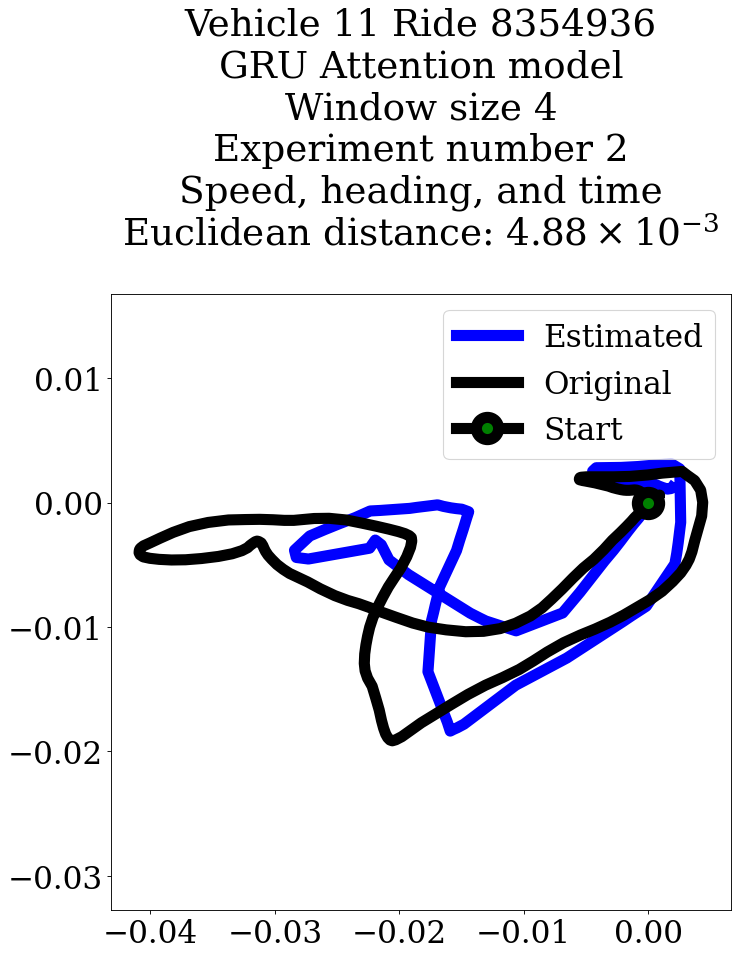 Vehicle 11 Ride 8354936
GRU Attention model
Window size 4
Experiment number 2
Speed, heading, and time
Euclidean distance: 4.88 × 10⁻³
Estimated
Original
Start
0.01
0.00
−0.01
−0.02
−0.03
−0.04 −0.03 −0.02 −0.01 0.00